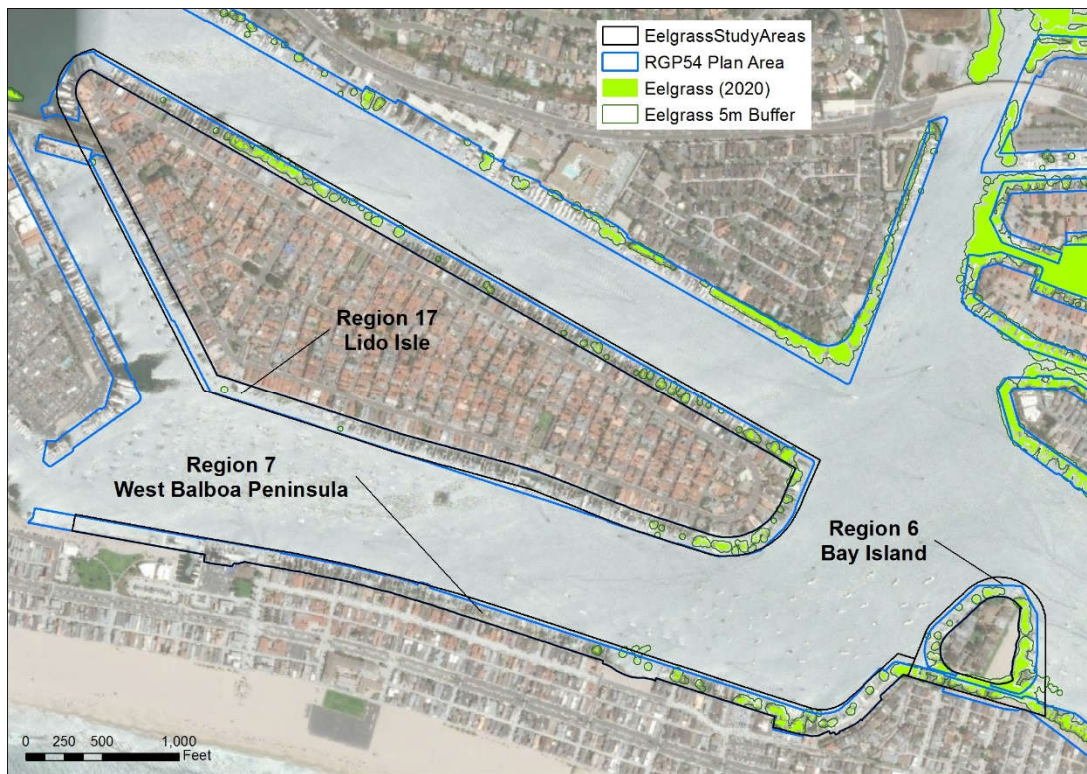 EelgrassStudyAreas
RGP54 Plan Area
Eelgrass (2020)
Eelgrass 5m Buffer
Region 17
Lido Isle
Region 7
West Balboa Peninsula
Region 6
Bay Island
0 250 500 1,000
Feet